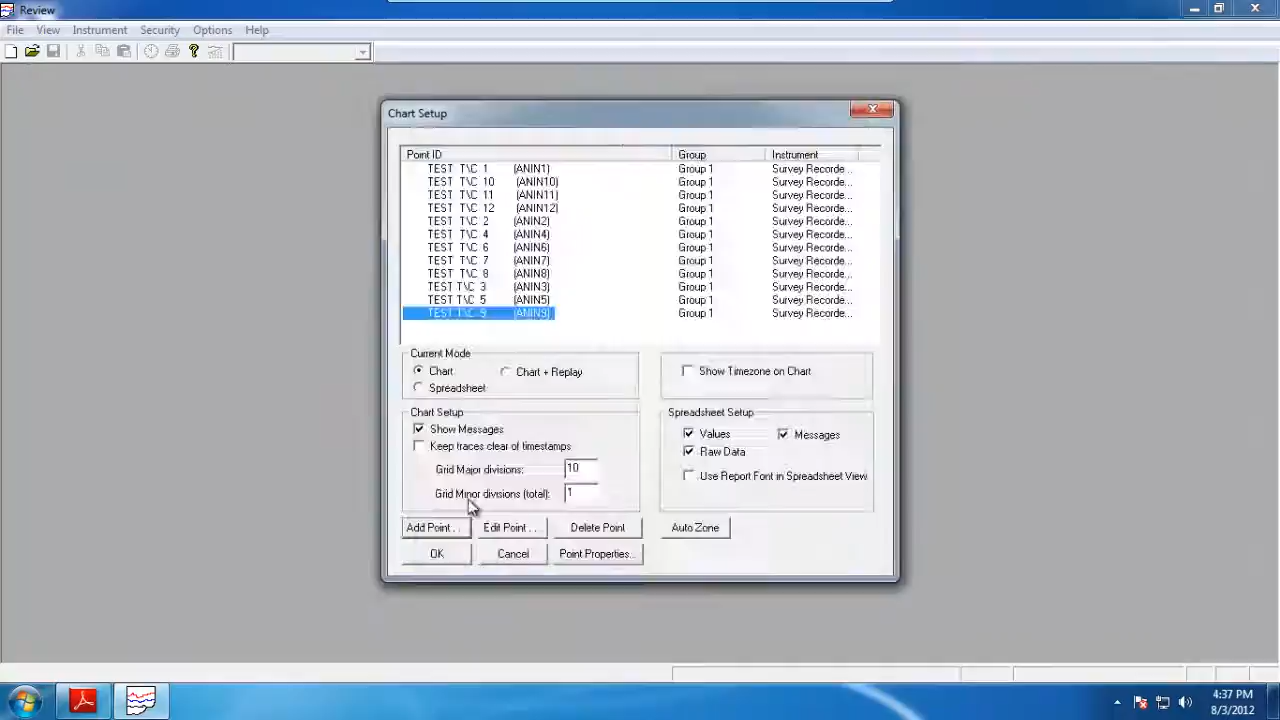 Review
File View Instrument Security Options Help
Chart Setup
Point ID Group Instrument
TEST T\C 1 (ANIN1) Group 1 Survey Recorde...
TEST T\C 10 (ANIN10) Group 1 Survey Recorde...
TEST T\C 11 (ANIN11) Group 1 Survey Recorde...
TEST T\C 12 (ANIN12) Group 1 Survey Recorde...
TEST T\C 2 (ANIN2) Group 1 Survey Recorde...
TEST T\C 4 (ANIN4) Group 1 Survey Recorde...
TEST T\C 6 (ANIN6) Group 1 Survey Recorde...
TEST T\C 7 (ANIN7) Group 1 Survey Recorde...
TEST T\C 8 (ANIN8) Group 1 Survey Recorde...
TEST T\C 3 (ANIN3) Group 1 Survey Recorde...
TEST T\C 5 (ANIN5) Group 1 Survey Recorde...
TEST T\C 9 (ANIN9) Group 1 Survey Recorde...
Current Mode
Chart Chart + Replay Show Timezone on Chart
Spreadsheet
Chart Setup Spreadsheet Setup
Show Messages Values Messages
Keep traces clear of timestamps Raw Data
Grid Major divisions: 10 Use Report Font in Spreadsheet View
Grid Minor divisions (total): 1
Add Point... Edit Point... Delete Point Auto Zone
OK Cancel Point Properties...
4:37 PM
8/3/2012